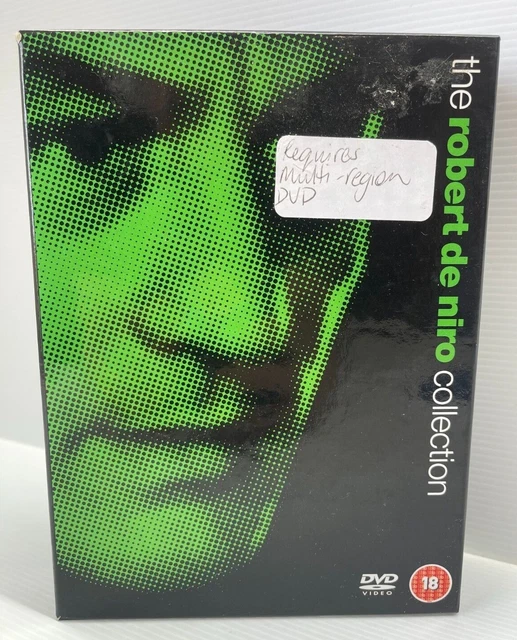 the robert de niro collection
Requires
Multi-region
DVD
DVD
VIDEO
18